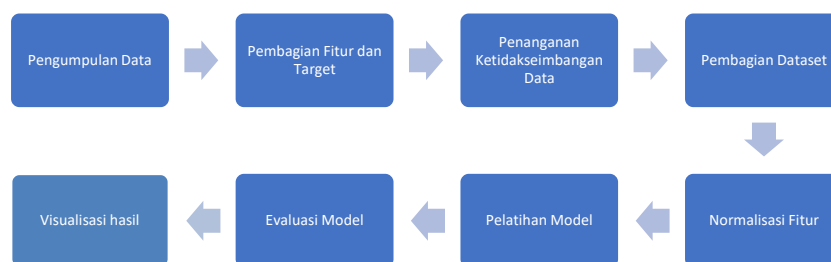 Pengumpulan Data
Pembagian Fitur dan
Target
Penanganan
Ketidakseimbangan
Data
Pembagian Dataset
Normalisasi Fitur
Pelatihan Model
Evaluasi Model
Visualisasi hasil